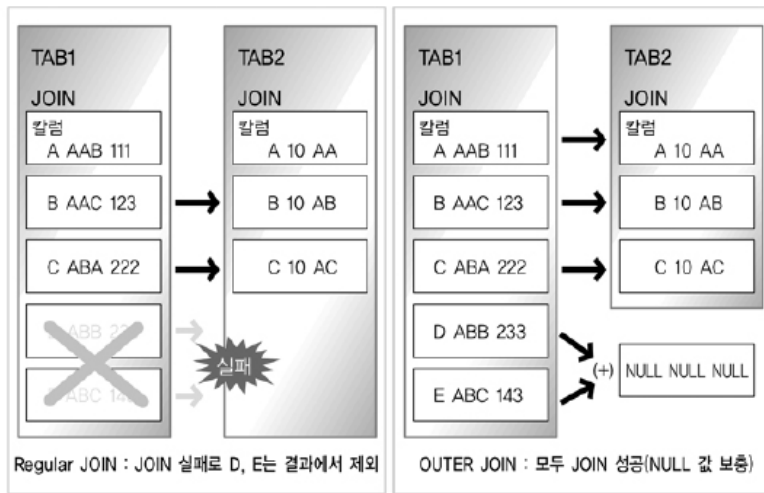 TAB1
JOIN
칼럼
A AAB 111
B AAC 123
C ABA 222
ABB
ABC
TAB2
JOIN
칼럼
A 10 AA
B 10 AB
C 10 AC
실패
Regular JOIN : JOIN 실패로 D, E는 결과에서 제외
TAB1
JOIN
칼럼
A AAB 111
B AAC 123
C ABA 222
D ABB 233
E ABC 143
TAB2
JOIN
칼럼
A 10 AA
B 10 AB
C 10 AC
(+)
NULL NULL NULL
OUTER JOIN : 모두 JOIN 성공(NULL 값 보충)